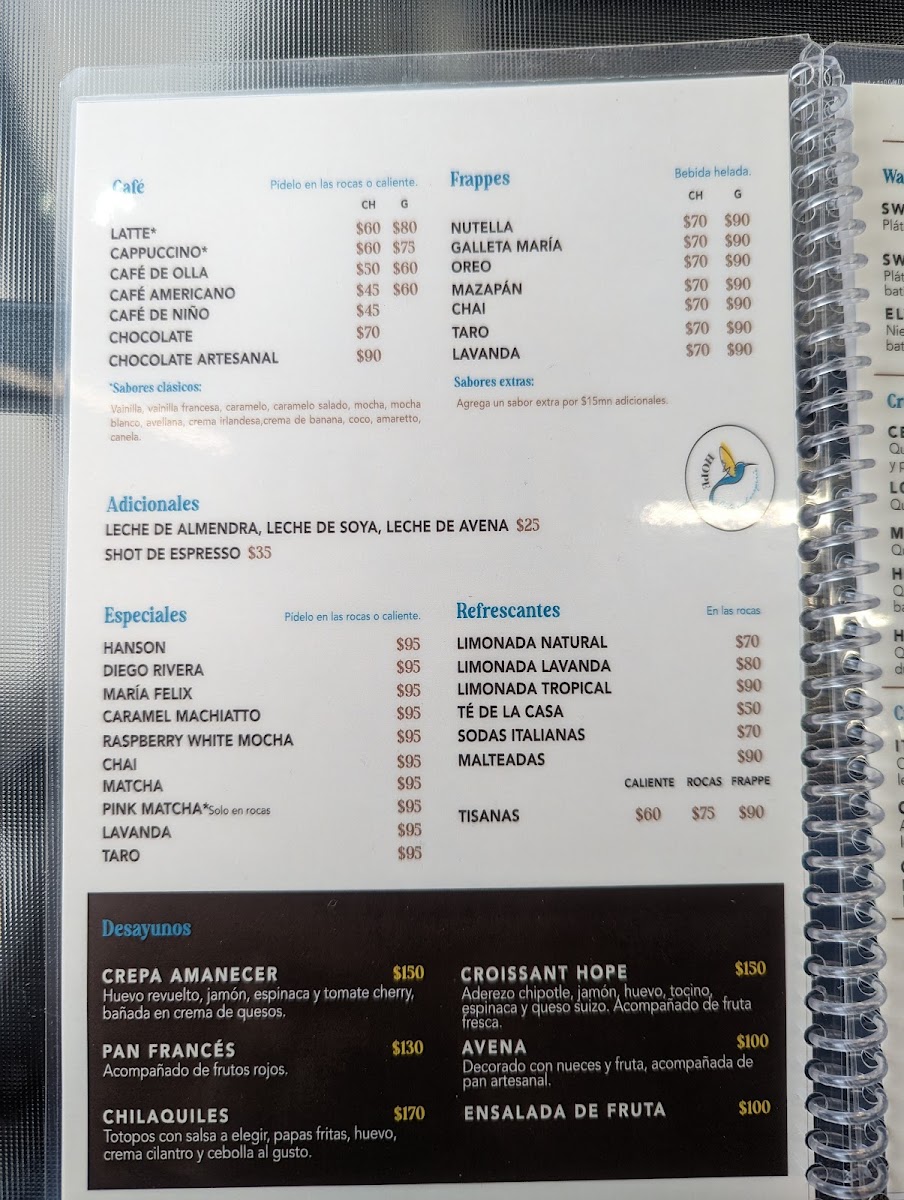 Café Pídelo en las rocas o caliente.
CH G
LATTE* $60 $80
CAPPUCCINO* $60 $75
CAFÉ DE OLLA $50 $60
CAFÉ AMERICANO $45 $60
CAFÉ DE NIÑO $45
CHOCOLATE $70
CHOCOLATE ARTESANAL $90
*Sabores clásicos:
Vainilla, vainilla francesa, caramelo, caramelo salado, mocha, mocha
blanco, avellana, crema irlandesa,crema de banana, coco, amaretto,
canela.
Frappes Bebida helada.
CH G
NUTELLA $70 $90
GALLETA MARÍA $70 $90
OREO $70 $90
MAZAPÁN $70 $90
CHAI $70 $90
TARO $70 $90
LAVANDA $70 $90
Sabores extras:
Agrega un sabor extra por $15mn adicionales.
HOPE
Adicionales
LECHE DE ALMENDRA, LECHE DE SOYA, LECHE DE AVENA $25
SHOT DE ESPRESSO $35
Especiales Pídelo en las rocas o caliente.
HANSON $95
DIEGO RIVERA $95
MARÍA FELIX $95
CARAMEL MACHIATTO $95
RASPBERRY WHITE MOCHA $95
CHAI $95
MATCHA $95
PINK MATCHA*Solo en rocas $95
LAVANDA $95
TARO $95
Refrescantes En las rocas
LIMONADA NATURAL $70
LIMONADA LAVANDA $80
LIMONADA TROPICAL $90
TÉ DE LA CASA $50
SODAS ITALIANAS $70
MALTEADAS $90
CALIENTE ROCAS FRAPPE
TISANAS $60 $75 $90
Desayunos
CREPA AMANECER $150
Huevo revuelto, jamón, espinaca y tomate cherry,
bañada en crema de quesos.
PAN FRANCÉS $130
Acompañado de frutos rojos.
CHILAQUILES $170
Totopos con salsa a elegir, papas fritas, huevo,
crema cilantro y cebolla al gusto.
CROISSANT HOPE $150
Aderezo chipotle, jamón, huevo, tocino,
espinaca y queso suizo. Acompañado de fruta
fresca.
AVENA $100
Decorado con nueces y fruta, acompañada de
pan artesanal.
ENSALADA DE FRUTA $100